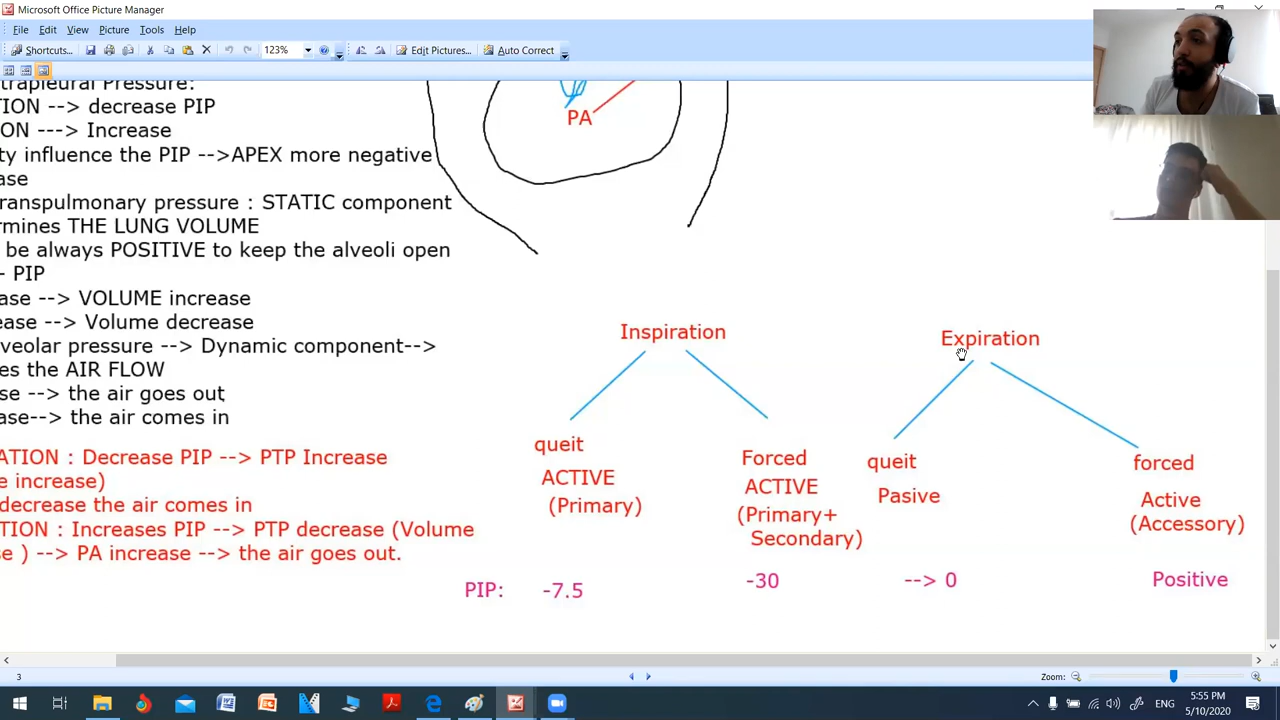 Microsoft Office Picture Manager
File Edit View Picture Tools Help
Shortcuts... 123% Edit Pictures... Auto Correct
trapleural Pressure:
TION --> decrease PIP
ON ---> Increase
ty influence the PIP -->APEX more negative
ase
ranspulmonary pressure : STATIC component
rmines THE LUNG VOLUME
be always POSITIVE to keep the alveoli open
- PIP
ase --> VOLUME increase
ease --> Volume decrease
lveolar pressure --> Dynamic component-->
es the AIR FLOW
se --> the air goes out
ase--> the air comes in
ATION : Decrease PIP --> PTP Increase
e increase)
decrease the air comes in
TION : Increases PIP --> PTP decrease (Volume
se ) --> PA increase --> the air goes out.
PA
Inspiration
queit
ACTIVE
(Primary)
Forced
ACTIVE
(Primary+
Secondary)
Expiration
queit
Pasive
forced
Active
(Accessory)
PIP: -7.5 -30 --> 0 Positive
3
Zoom:
ENG
5:55 PM
5/10/2020